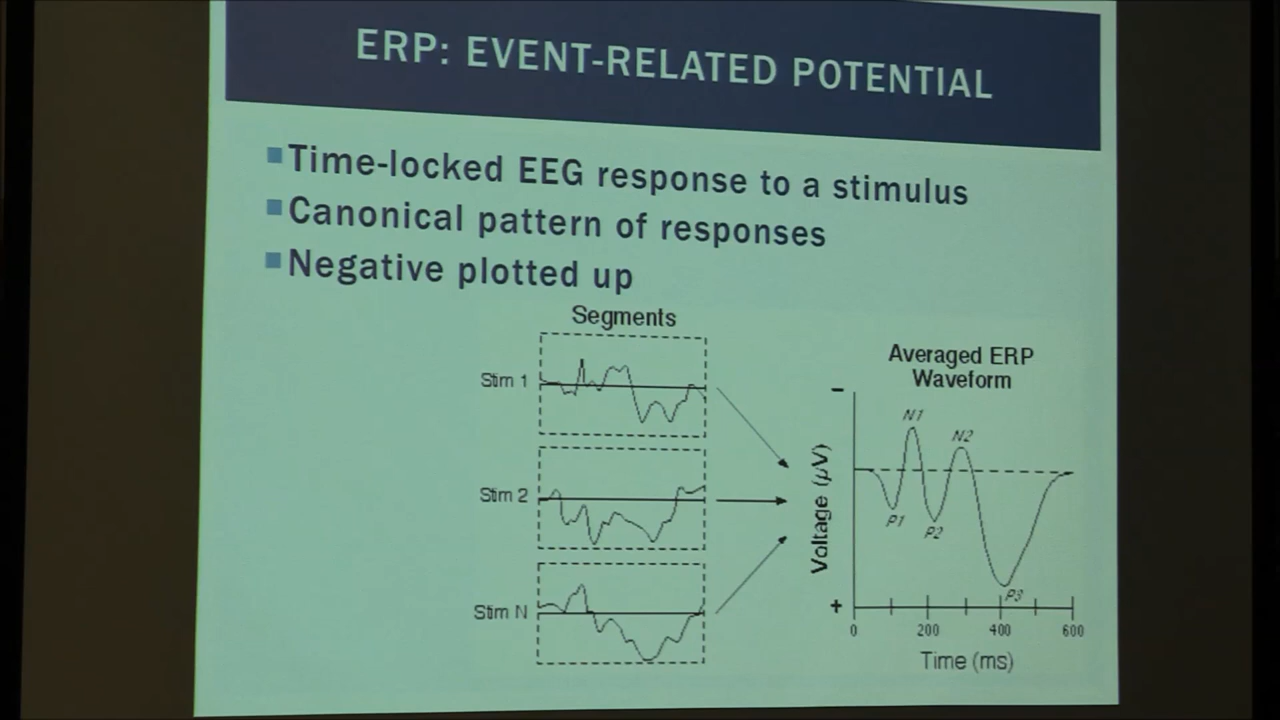 ERP: EVENT-RELATED POTENTIAL
Time-locked EEG response to a stimulus
Canonical pattern of responses
Negative plotted up
Segments
Stim 1
Stim 2
Stim N
Averaged ERP
Waveform
Voltage (µV)
−
+
N1
N2
P1
P2
P3
0 200 400 600
Time (ms)